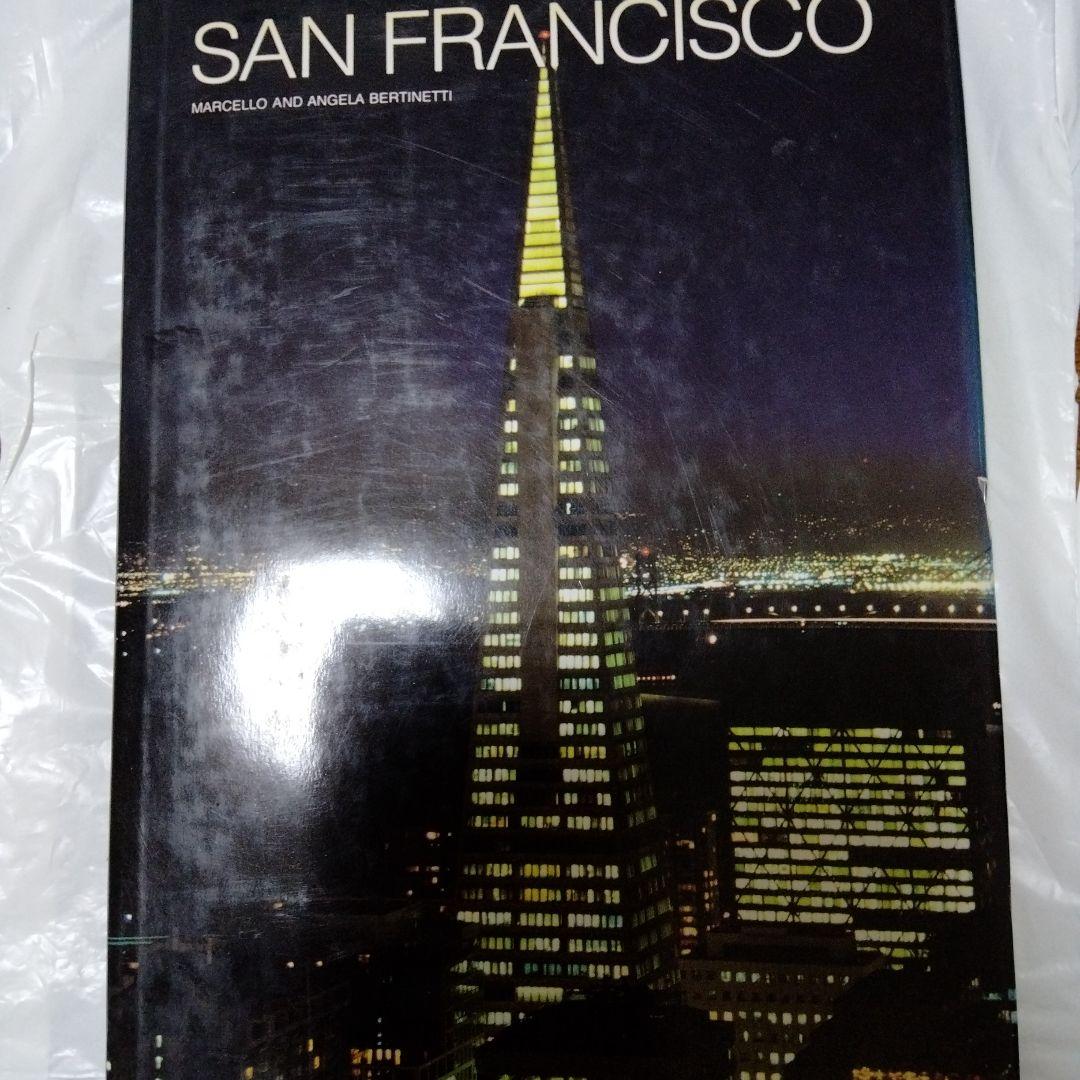 SAN FRANCISCO
MARCELLO AND ANGELA BERTINETTI